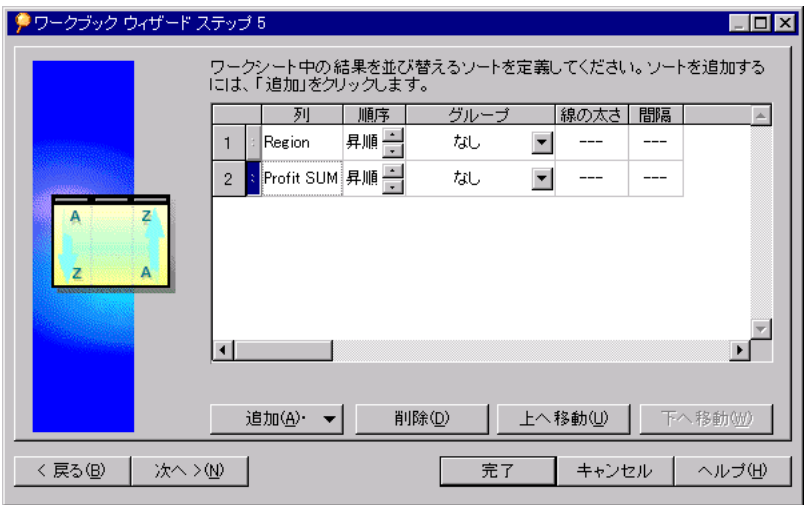 ワークブック ウィザード ステップ 5
ワークシート中の結果を並び替えるソートを定義してください。ソートを追加する
には、「追加」をクリックします。
列 順序 グループ 線の太さ 間隔
1 Region 昇順 なし --- ---
2 Profit SUM 昇順 なし --- ---
A Z
Z A
追加(A)· 削除(D) 上へ移動(U) 下へ移動(W)
< 戻る(B) 次へ >(N) 完了 キャンセル ヘルプ(H)